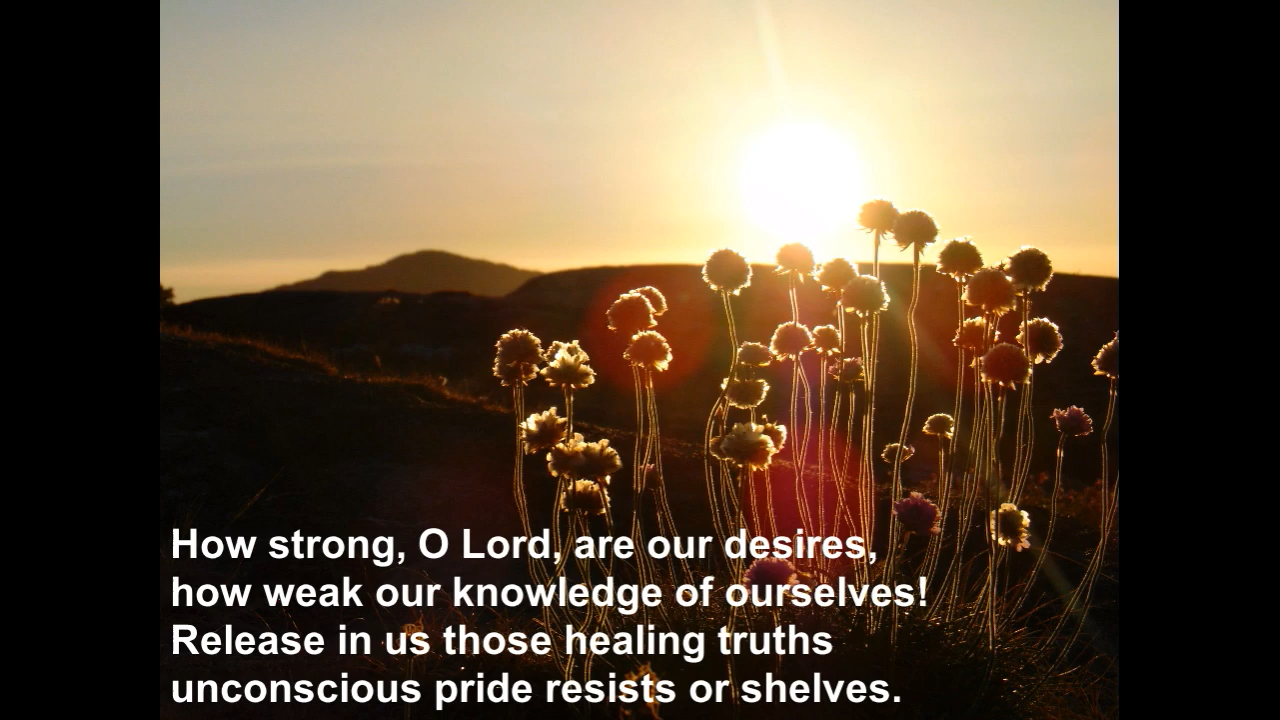 How strong, O Lord, are our desires,
how weak our knowledge of ourselves!
Release in us those healing truths
unconscious pride resists or shelves.